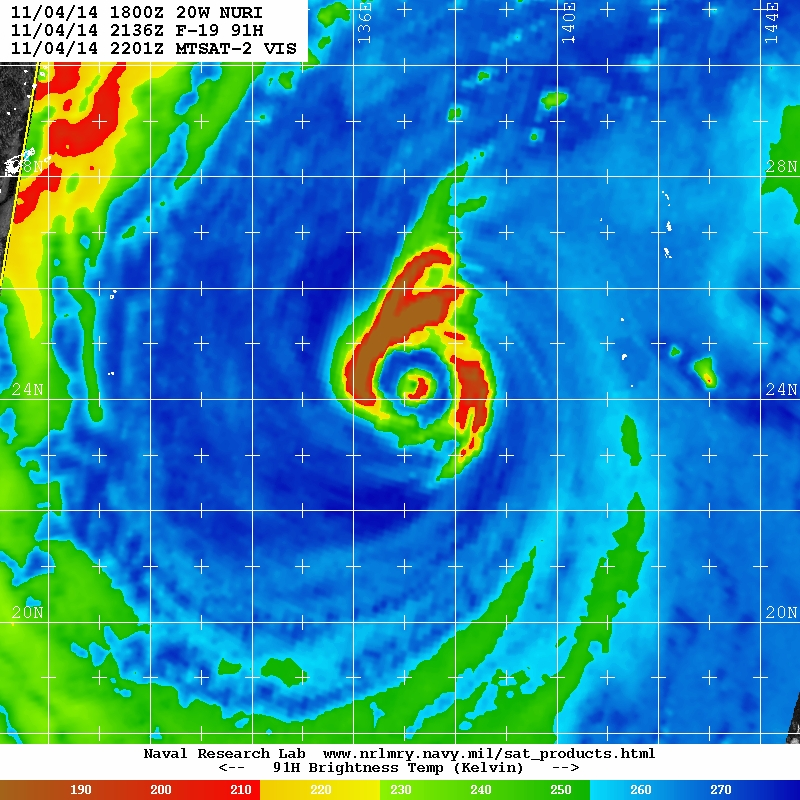 11/04/14 1800Z 20W NURI
11/04/14 2136Z F-19 91H
11/04/14 2201Z MTSAT-2 VIS
136E
140E
144E
28N
28N
24N
24N
20N
20N
Naval Research Lab www.nrlmry.navy.mil/sat_products.html
<-- 91H Brightness Temp (Kelvin) -->
190 200 210 220 230 240 250 260 270